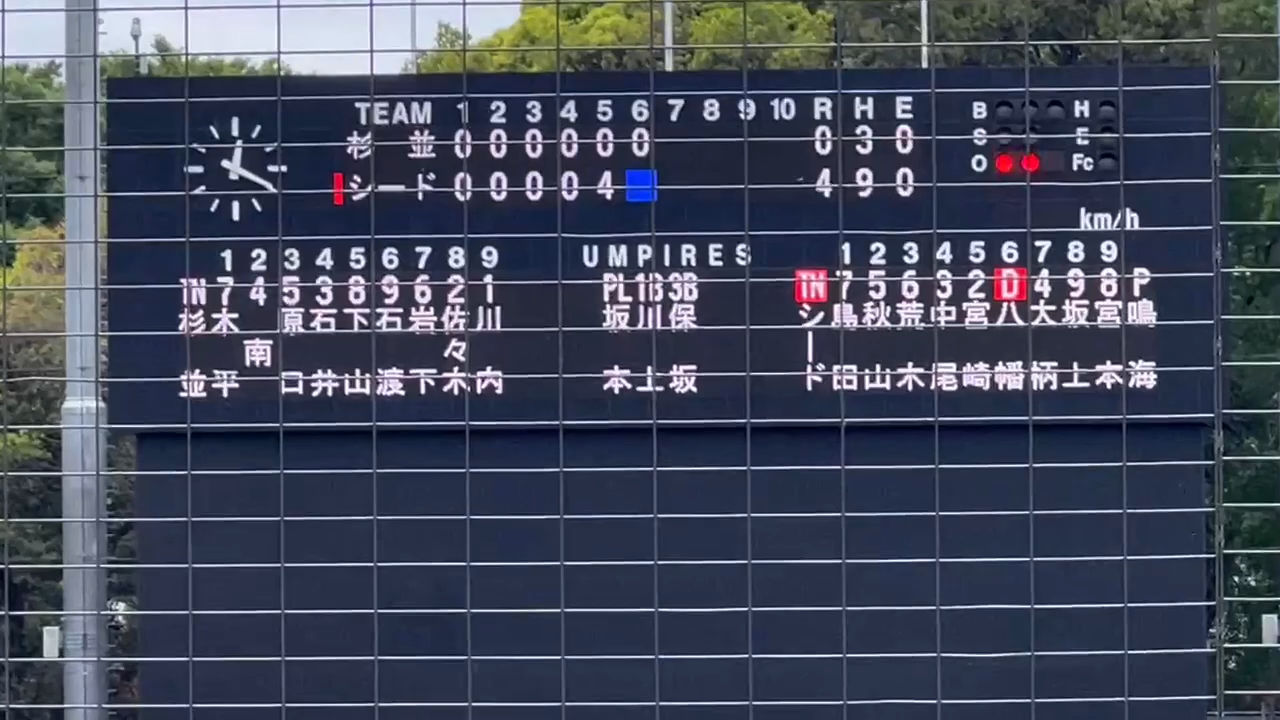 TEAM 1 2 3 4 5 6 7 8 9 10 R H E B H
杉並 0 0 0 0 0 0 0 3 0 S E
シード 0 0 0 0 4 4 9 0 O Fc
km/h
1 2 3 4 5 6 7 8 9 UMPIRES 1 2 3 4 5 6 7 8 9
IN 7 4 5 3 8 9 6 2 1 PL 1B 3B IN 7 5 6 3 2 D 4 9 8 P
杉並 木平 南 原口 石井 下山 石渡 岩下 佐々木 川内 坂本 川上 保坂 シード 島田 秋山 荒木 中尾 宮崎 八幡 大柄 坂上 宮本 鳴海